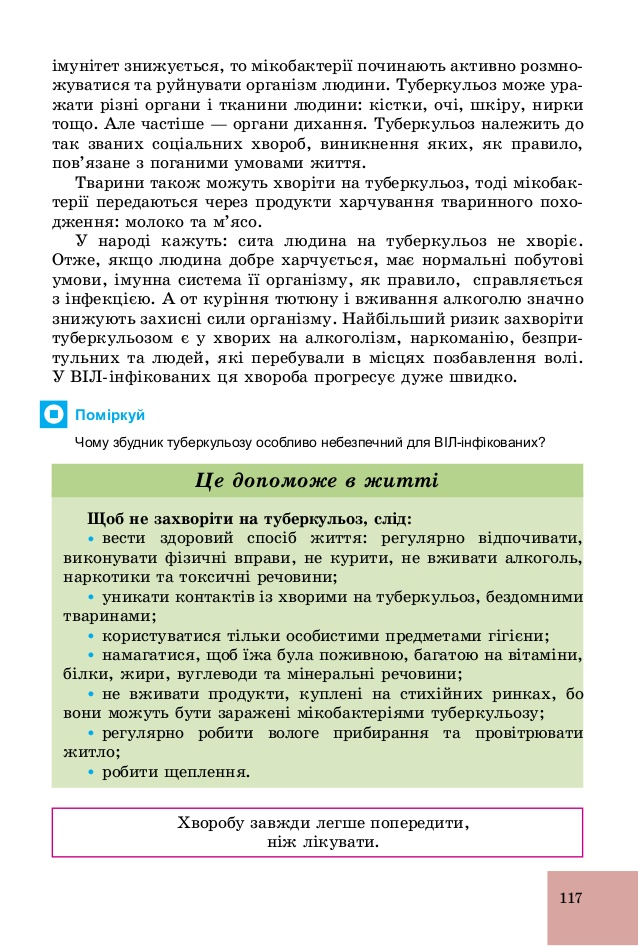 імунітет знижується, то мікобактерії починають активно розмно-
жуватися та руйнувати організм людини. Туберкульоз може ура-
жати різні органи і тканини людини: кістки, очі, шкіру, нирки
тощо. Але частіше — органи дихання. Туберкульоз належить до
так званих соціальних хвороб, виникнення яких, як правило,
пов’язане з поганими умовами життя.
Тварини також можуть хворіти на туберкульоз, тоді мікобак-
терії передаються через продукти харчування тваринного похо-
дження: молоко та м’ясо.
У народі кажуть: сита людина на туберкульоз не хворіє.
Отже, якщо людина добре харчується, має нормальні побутові
умови, імунна система її організму, як правило, справляється
з інфекцією. А от куріння тютюну і вживання алкоголю значно
знижують захисні сили організму. Найбільший ризик захворіти
туберкульозом є у хворих на алкоголізм, наркоманію, безпри-
тульних та людей, які перебували в місцях позбавлення волі.
У ВІЛ-інфікованих ця хвороба прогресує дуже швидко.
Поміркуй
Чому збудник туберкульозу особливо небезпечний для ВІЛ-інфікованих?
Це допоможе в житті
Щоб не захворіти на туберкульоз, слід:
• вести здоровий спосіб життя: регулярно відпочивати,
виконувати фізичні вправи, не курити, не вживати алкоголь,
наркотики та токсичні речовини;
• уникати контактів із хворими на туберкульоз, бездомними
тваринами;
• користуватися тільки особистими предметами гігієни;
• намагатися, щоб їжа була поживною, багатою на вітаміни,
білки, жири, вуглеводи та мінеральні речовини;
• не вживати продукти, куплені на стихійних ринках, бо
вони можуть бути заражені мікобактеріями туберкульозу;
• регулярно робити вологе прибирання та провітрювати
житло;
• робити щеплення.
Хворобу завжди легше попередити,
ніж лікувати.
117